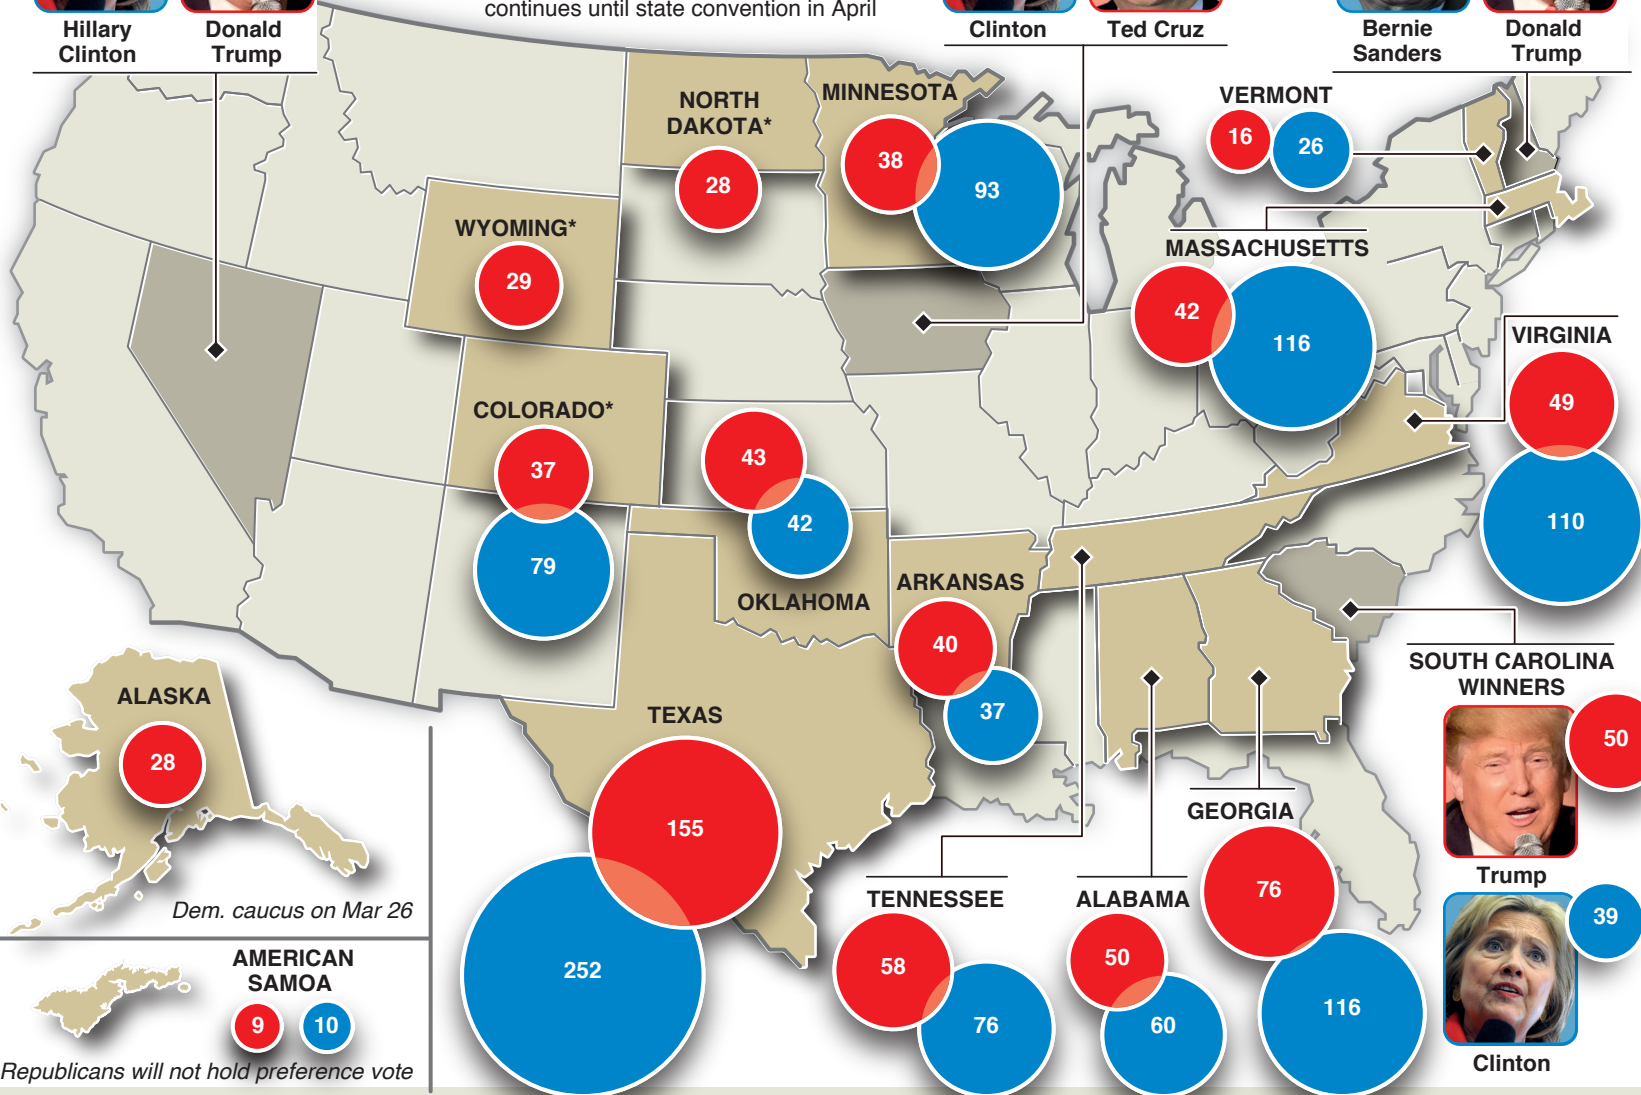 continues until state convention in April
Hillary
Clinton
Donald
Trump
Clinton
Ted Cruz
Bernie
Sanders
Donald
Trump
NORTH
DAKOTA*
28
MINNESOTA
38
93
VERMONT
16
26
WYOMING*
29
MASSACHUSETTS
42
116
VIRGINIA
49
110
COLORADO*
37
79
43
42
OKLAHOMA
ARKANSAS
40
37
SOUTH CAROLINA
WINNERS
50
Trump
39
Clinton
ALASKA
28
Dem. caucus on Mar 26
TEXAS
155
252
GEORGIA
76
116
TENNESSEE
58
76
ALABAMA
50
60
AMERICAN
SAMOA
9
10
Republicans will not hold preference vote